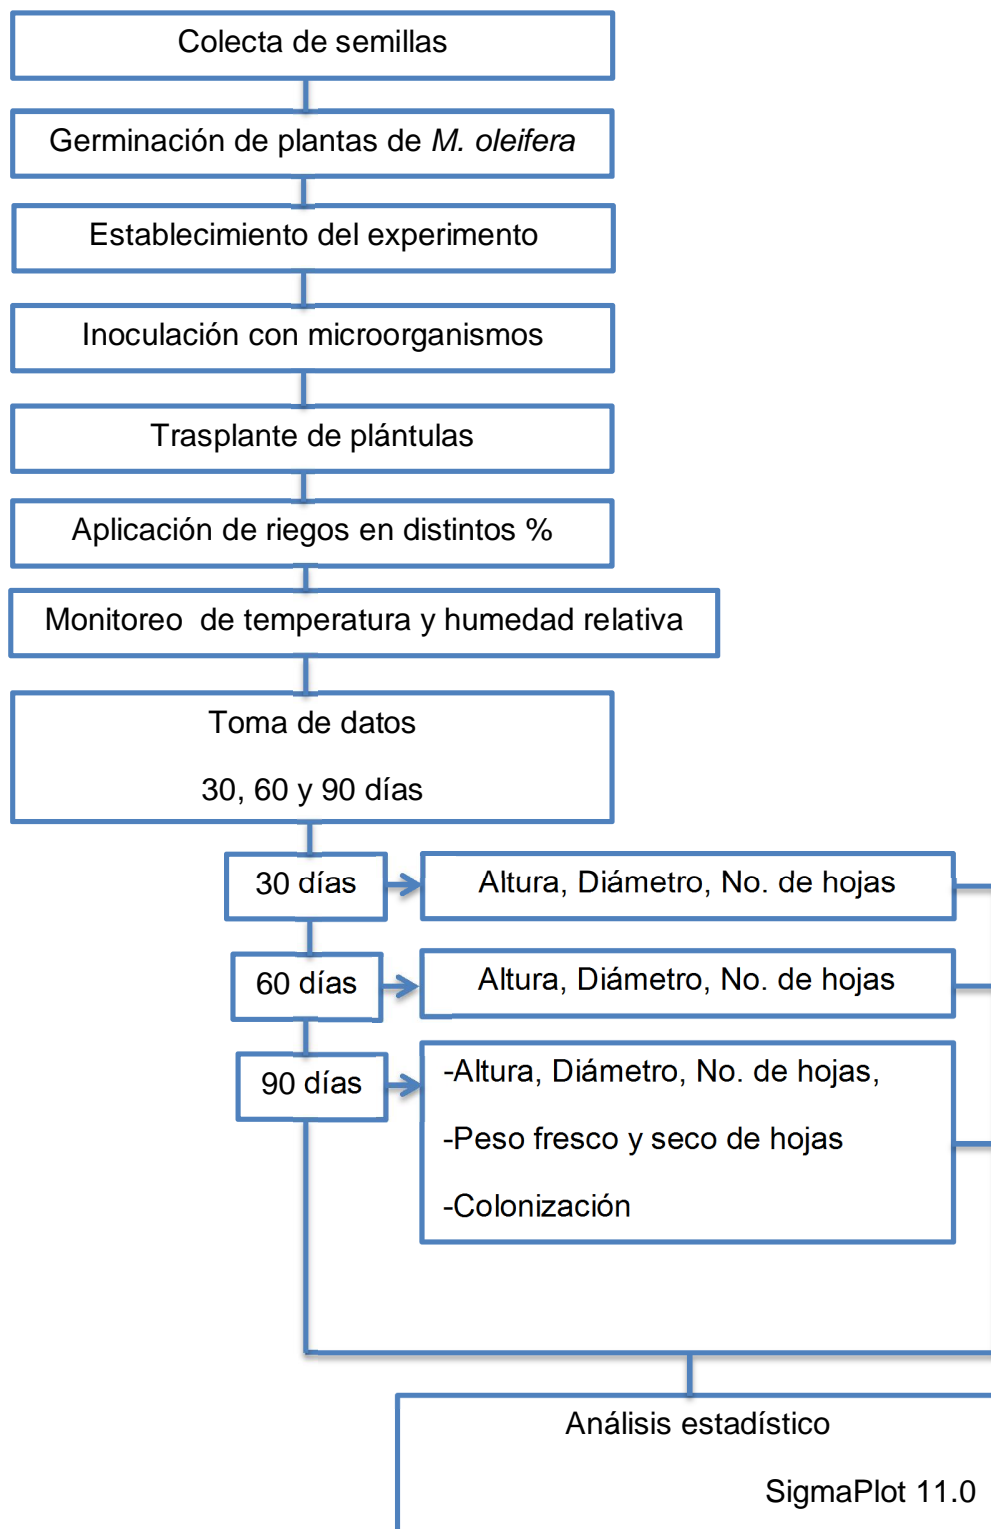 Colecta de semillas
Germinación de plantas de M. oleifera
Establecimiento del experimento
Inoculación con microorganismos
Trasplante de plántulas
Aplicación de riegos en distintos %
Monitoreo  de temperatura y humedad relativa
Toma de datos
30, 60 y 90 días
30 días
Altura, Diámetro, No. de hojas
60 días
Altura, Diámetro, No. de hojas
90 días
-Altura, Diámetro, No. de hojas,
-Peso fresco y seco de hojas
-Colonización
Análisis estadístico
SigmaPlot 11.0